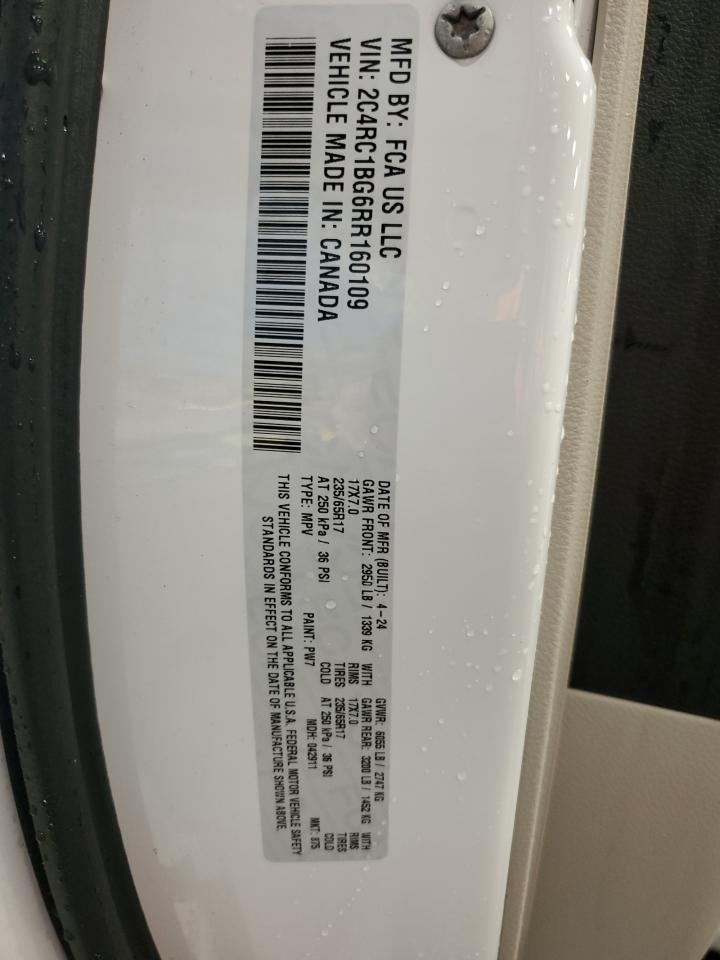 MFD BY: FCA US LLC
VIN: 2C4RC1BG6RR160109
VEHICLE MADE IN: CANADA
DATE OF MFR (BUILT): 4-24 GVWR: 6055 LB / 2747 KG
GAWR FRONT: 2950 LB / 1339 KG WITH GAWR REAR: 3200 LB / 1452 KG WITH
17X7.0 RIMS 17X7.0 RIMS
235/65R17 TIRES 235/65R17 TIRES
AT 250 kPa / 36 PSI COLD AT 250 kPa / 36 PSI COLD
TYPE: MPV PAINT: PW7 MDH: 042911 MKT: 875
THIS VEHICLE CONFORMS TO ALL APPLICABLE U.S.A. FEDERAL MOTOR VEHICLE SAFETY
STANDARDS IN EFFECT ON THE DATE OF MANUFACTURE SHOWN ABOVE.